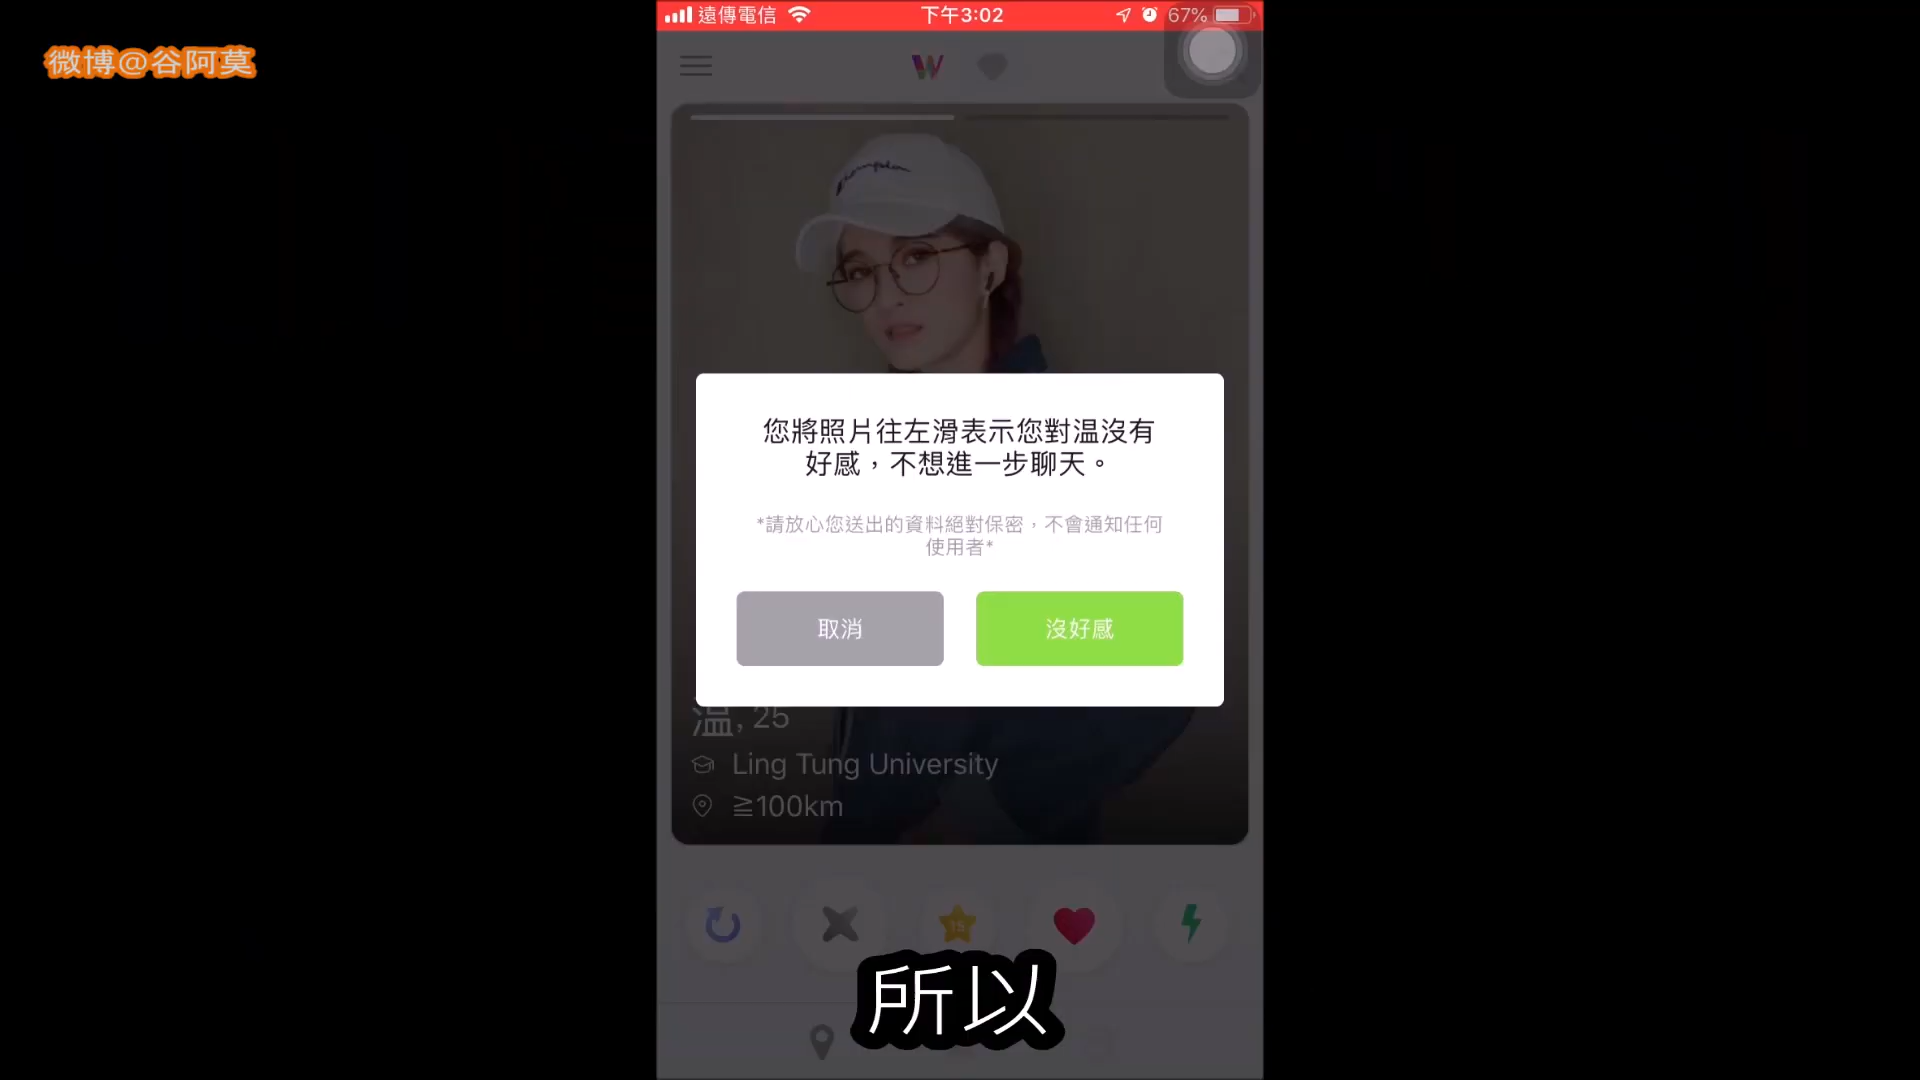 遠傳電信
下午3:02
67%
微博@谷阿莫
W
Champion
您將照片往左滑表示您對溫沒有
好感，不想進一步聊天。
*請放心您送出的資料絕對保密，不會通知任何
使用者*
取消
沒好感
溫, 25
Ling Tung University
≧100km
15
所以